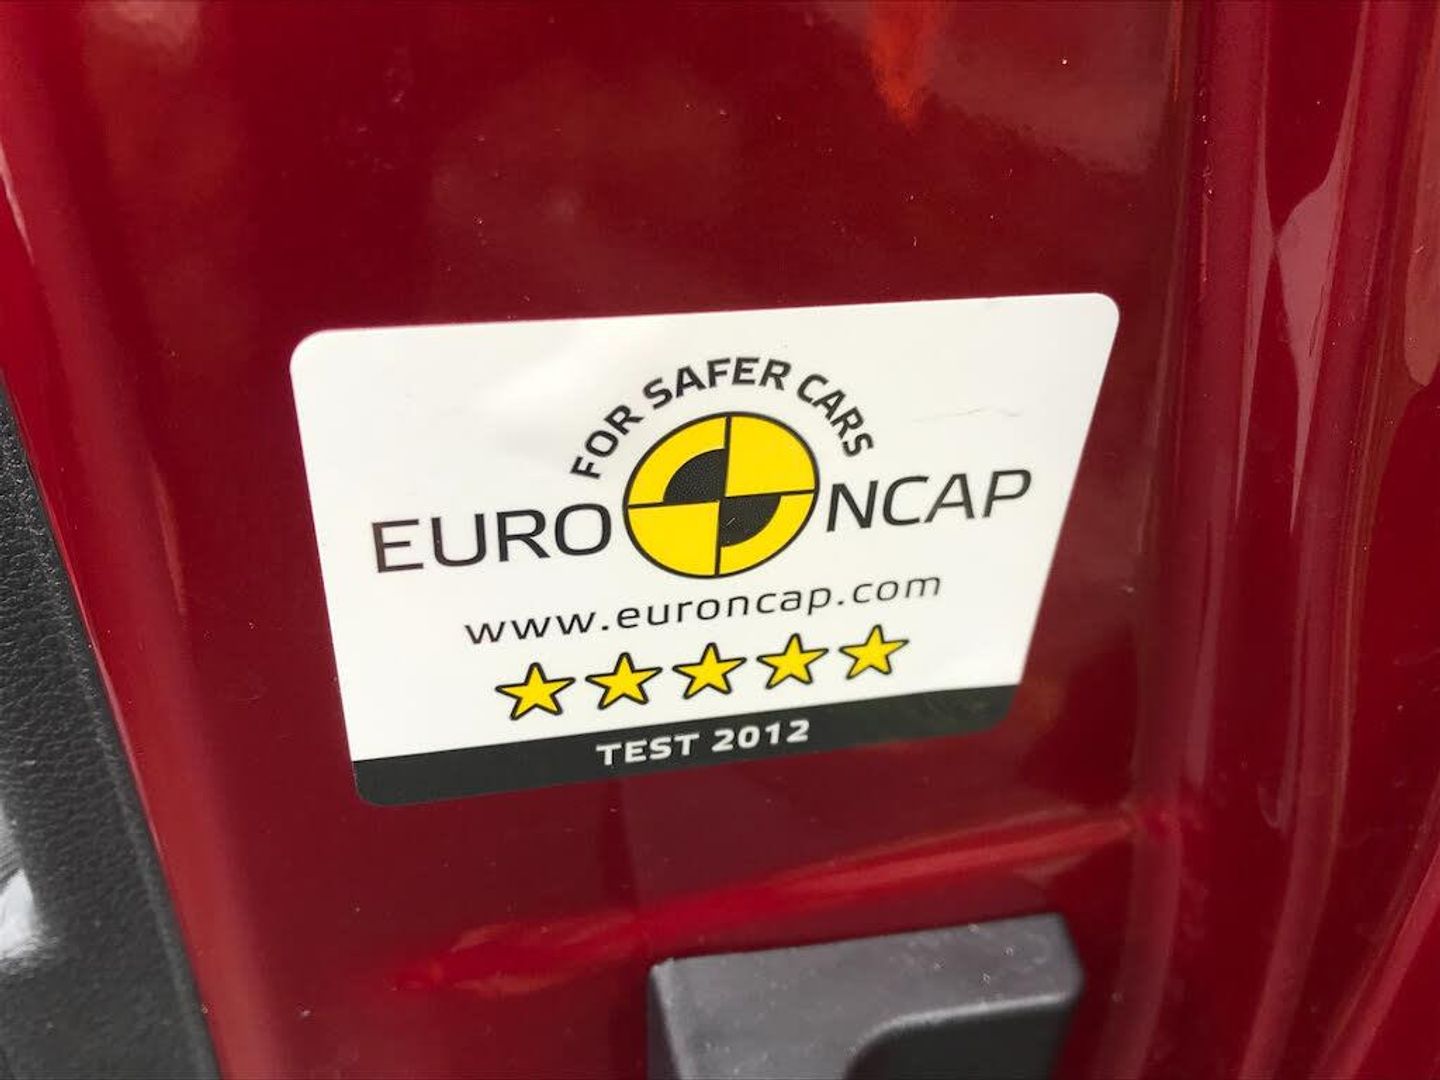 FOR SAFER CARS
EURO NCAP
www.euroncap.com
TEST 2012